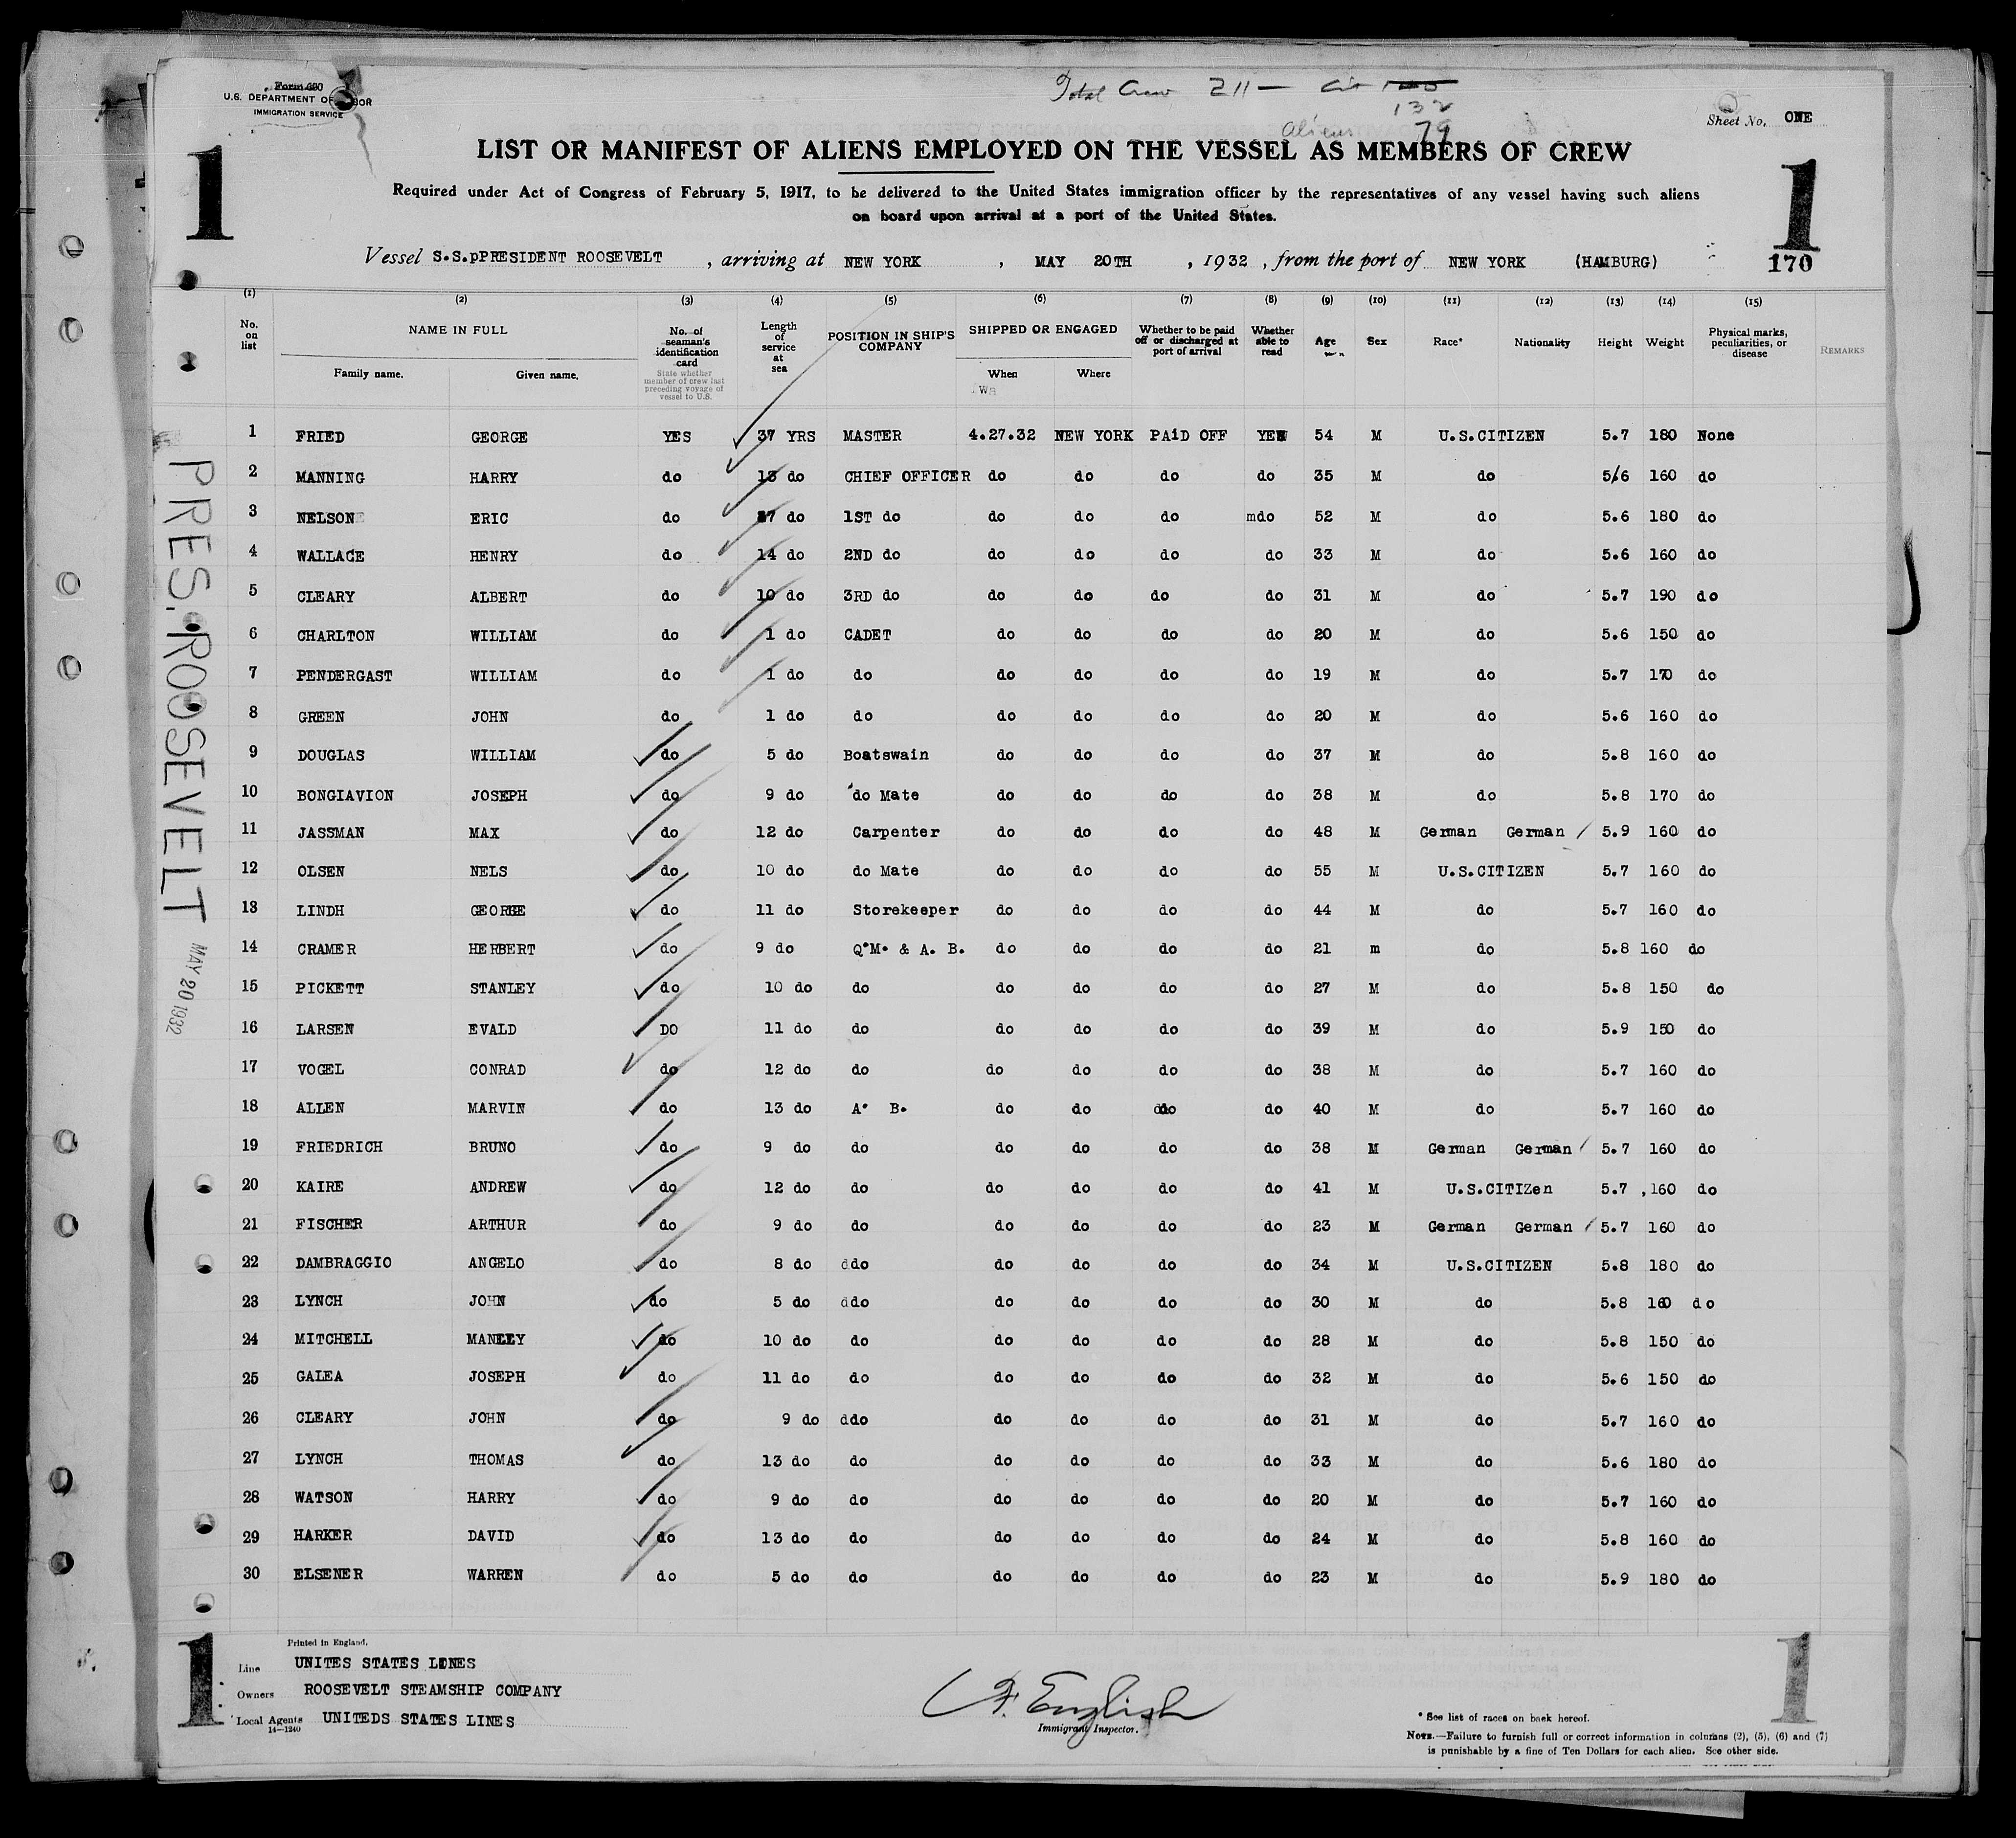 Form 680
U.S. DEPARTMENT OF LABOR
IMMIGRATION SERVICE
Total Crew 211 — Cit
132
Aliens 79
Sheet No. ONE
1
LIST OR MANIFEST OF ALIENS EMPLOYED ON THE VESSEL AS MEMBERS OF CREW
1
Required under Act of Congress of February 5, 1917, to be delivered to the United States immigration officer by the representatives of any vessel having such aliens
on board upon arrival at a port of the United States.
Vessel S.S.pPRESIDENT ROOSEVELT, arriving at NEW YORK, MAY 20TH, 1932, from the port of NEW YORK (HAMBURG)
170
(1) (2) (3) (4) (5) (6) (7) (8) (9) (10) (11) (12) (13) (14) (15)
No. on list NAME IN FULL Family name. Given name. No. of seaman's identification card State whether member of crew last preceding voyage of vessel to U.S. Length of service at sea POSITION IN SHIP'S COMPANY SHIPPED OR ENGAGED When Where Whether to be paid off or discharged at port of arrival Whether able to read Age Sex Race* Nationality Height Weight Physical marks, peculiarities, or disease REMARKS
1 FRIED GEORGE YES 37 YRS MASTER 4.27.32 NEW YORK PAiD OFF YES 54 M U.S.CITIZEN 5.7 180 None
2 MANNING HARRY do 13 do CHIEF OFFICER do do do do 35 M do 5/6 160 do
3 NELSON ERIC do 27 do 1ST do do do do mdo 52 M do 5.6 180 do
4 WALLACE HENRY do 14 do 2ND do do do do do 33 M do 5.6 160 do
5 CLEARY ALBERT do 10 do 3RD do do do do do 31 M do 5.7 190 do
6 CHARLTON WILLIAM do 1 do CADET do do do do 20 M do 5.6 150 do
7 PENDERGAST WILLIAM do 1 do do do do do do 19 M do 5.7 170 do
8 GREEN JOHN do 1 do do do do do do 20 M do 5.6 160 do
9 DOUGLAS WILLIAM do 5 do Boatswain do do do do 37 M do 5.8 160 do
10 BONGIAVION JOSEPH do 9 do do Mate do do do do 38 M do 5.8 170 do
11 JASSMAN MAX do 12 do Carpenter do do do do 48 M German German 5.9 160 do
12 OLSEN NELS do 10 do do Mate do do do do 55 M U.S.CITIZEN 5.7 160 do
13 LINDH GEORGE do 11 do Storekeeper do do do do 44 M do 5.7 160 do
14 CRAMER HERBERT do 9 do Q.M. & A. B. do do do do 21 m do 5.8 160 do
15 PICKETT STANLEY do 10 do do do do do do 27 M do 5.8 150 do
16 LARSEN EVALD DO 11 do do do do do do 39 M do 5.9 150 do
17 VOGEL CONRAD do 12 do do do do do do 38 M do 5.7 160 do
18 ALLEN MARVIN do 13 do A. B. do do do do 40 M do 5.7 160 do
19 FRIEDRICH BRUNO do 9 do do do do do do 38 M German German 5.7 160 do
20 KAIRE ANDREW do 12 do do do do do do 41 M U.S.CITIZen 5.7 ,160 do
21 FISCHER ARTHUR do 9 do do do do do do 23 M German German 5.7 160 do
22 DAMBRAGGIO ANGELO do 8 do ddo do do do do 34 M U.S.CITIZEN 5.8 180 do
23 LYNCH JOHN do 5 do ddo do do do do 30 M do 5.8 160 do
24 MITCHELL MANLEY do 10 do do do do do do 28 M do 5.8 150 do
25 GALEA JOSEPH do 11 do do do do do do 32 M do 5.6 150 do
26 CLEARY JOHN do 9 do ddo do do do do 31 M do 5.7 160 do
27 LYNCH THOMAS do 13 do do do do do do 33 M do 5.6 180 do
28 WATSON HARRY do 9 do do do do do do 20 M do 5.7 160 do
29 HARKER DAVID do 13 do do do do do do 24 M do 5.8 160 do
30 ELSENER WARREN do 5 do do do do do do 23 M do 5.9 180 do
PRES. ROOSEVELT
MAY 20 1932
1
Printed in England.
Line UNITES STATES LINES
Owners ROOSEVELT STEAMSHIP COMPANY
Local Agents UNITEDS STATES LINES
14—1240
English
Immigrant Inspector.
1
* See list of races on back hereof.
NOTE.—Failure to furnish full or correct information in columns (2), (5), (6) and (7)
is punishable by a fine of Ten Dollars for each alien. See other side.